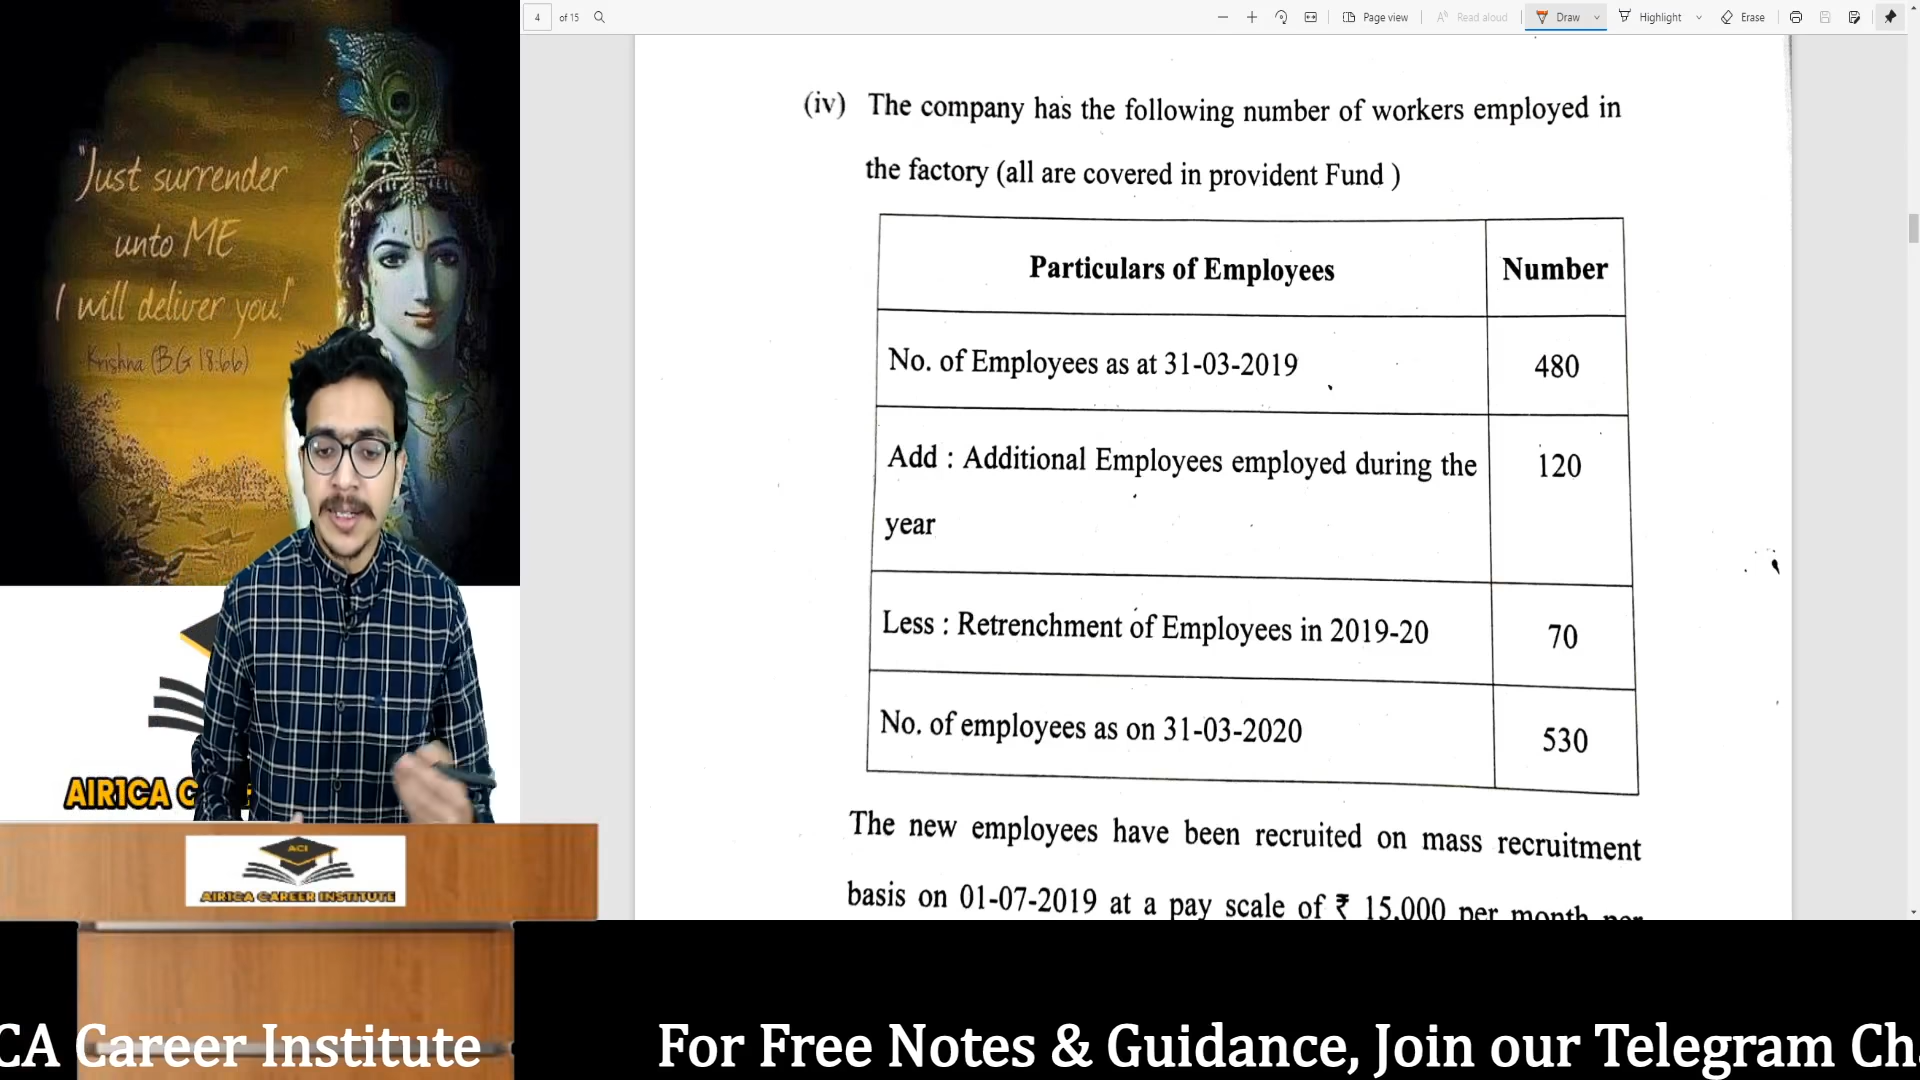 4 of 15
Page view
Read aloud
Draw
Highlight
Erase
"Just surrender
unto ME
I will deliver you!"
Krishna (B.G 18:66)
(iv) The company has the following number of workers employed in
the factory (all are covered in provident Fund )
Particulars of Employees Number
No. of Employees as at 31-03-2019 480
Add : Additional Employees employed during the 120
year
Less : Retrenchment of Employees in 2019-20 70
No. of employees as on 31-03-2020 530
The new employees have been recruited on mass recruitment
basis on 01-07-2019 at a pay scale of ₹ 15,000 per month per
AIR1CA C
ACI
AIR1CA CAREER INSTITUTE
CA Career Institute For Free Notes & Guidance, Join our Telegram Ch